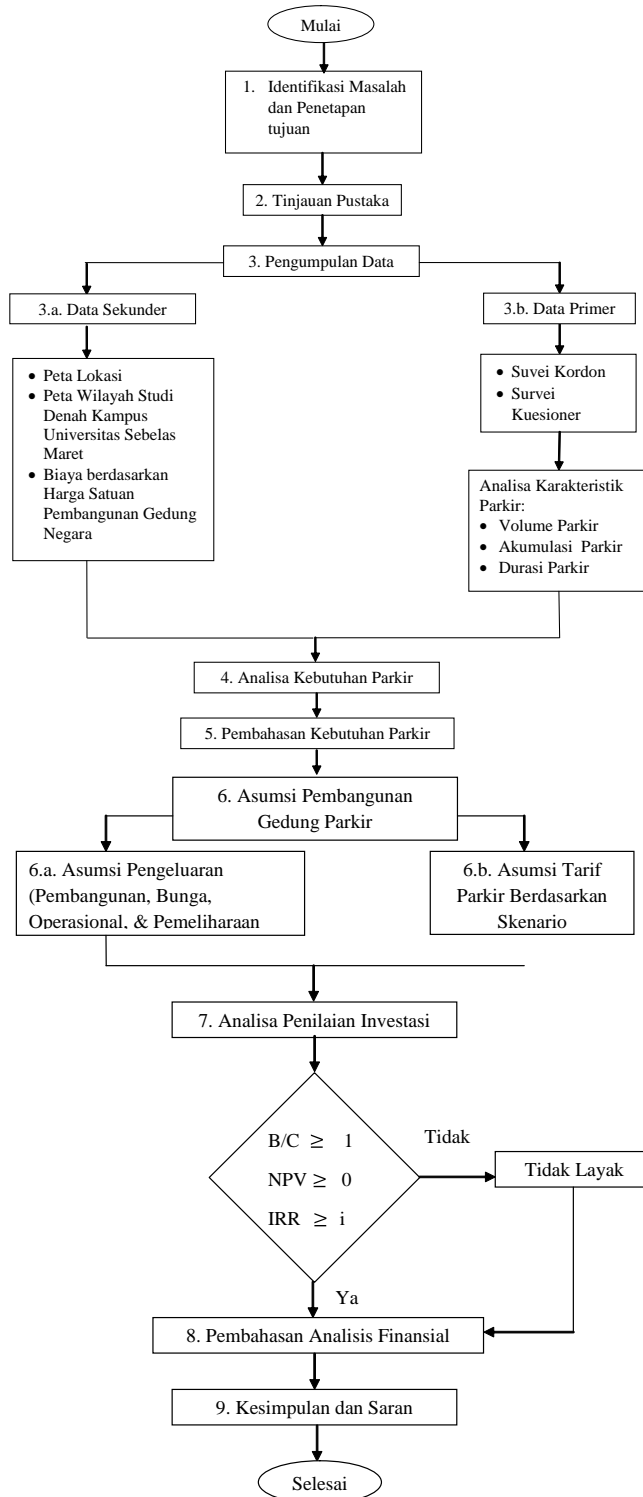 Mulai
1. Identifikasi Masalah
dan Penetapan
tujuan
2. Tinjauan Pustaka
3. Pengumpulan Data
3.a. Data Sekunder
3.b. Data Primer
• Peta Lokasi
• Peta Wilayah Studi
Denah Kampus
Universitas Sebelas
Maret
• Biaya berdasarkan
Harga Satuan
Pembangunan Gedung
Negara
• Suvei Kordon
• Survei
Kuesioner
Analisa Karakteristik
Parkir:
• Volume Parkir
• Akumulasi Parkir
• Durasi Parkir
4. Analisa Kebutuhan Parkir
5. Pembahasan Kebutuhan Parkir
6. Asumsi Pembangunan
Gedung Parkir
6.a. Asumsi Pengeluaran
(Pembangunan, Bunga,
Operasional, & Pemeliharaan
6.b. Asumsi Tarif
Parkir Berdasarkan
Skenario
7. Analisa Penilaian Investasi
B/C ≥ 1
NPV ≥ 0
IRR ≥ i
Tidak
Tidak Layak
Ya
8. Pembahasan Analisis Finansial
9. Kesimpulan dan Saran
Selesai